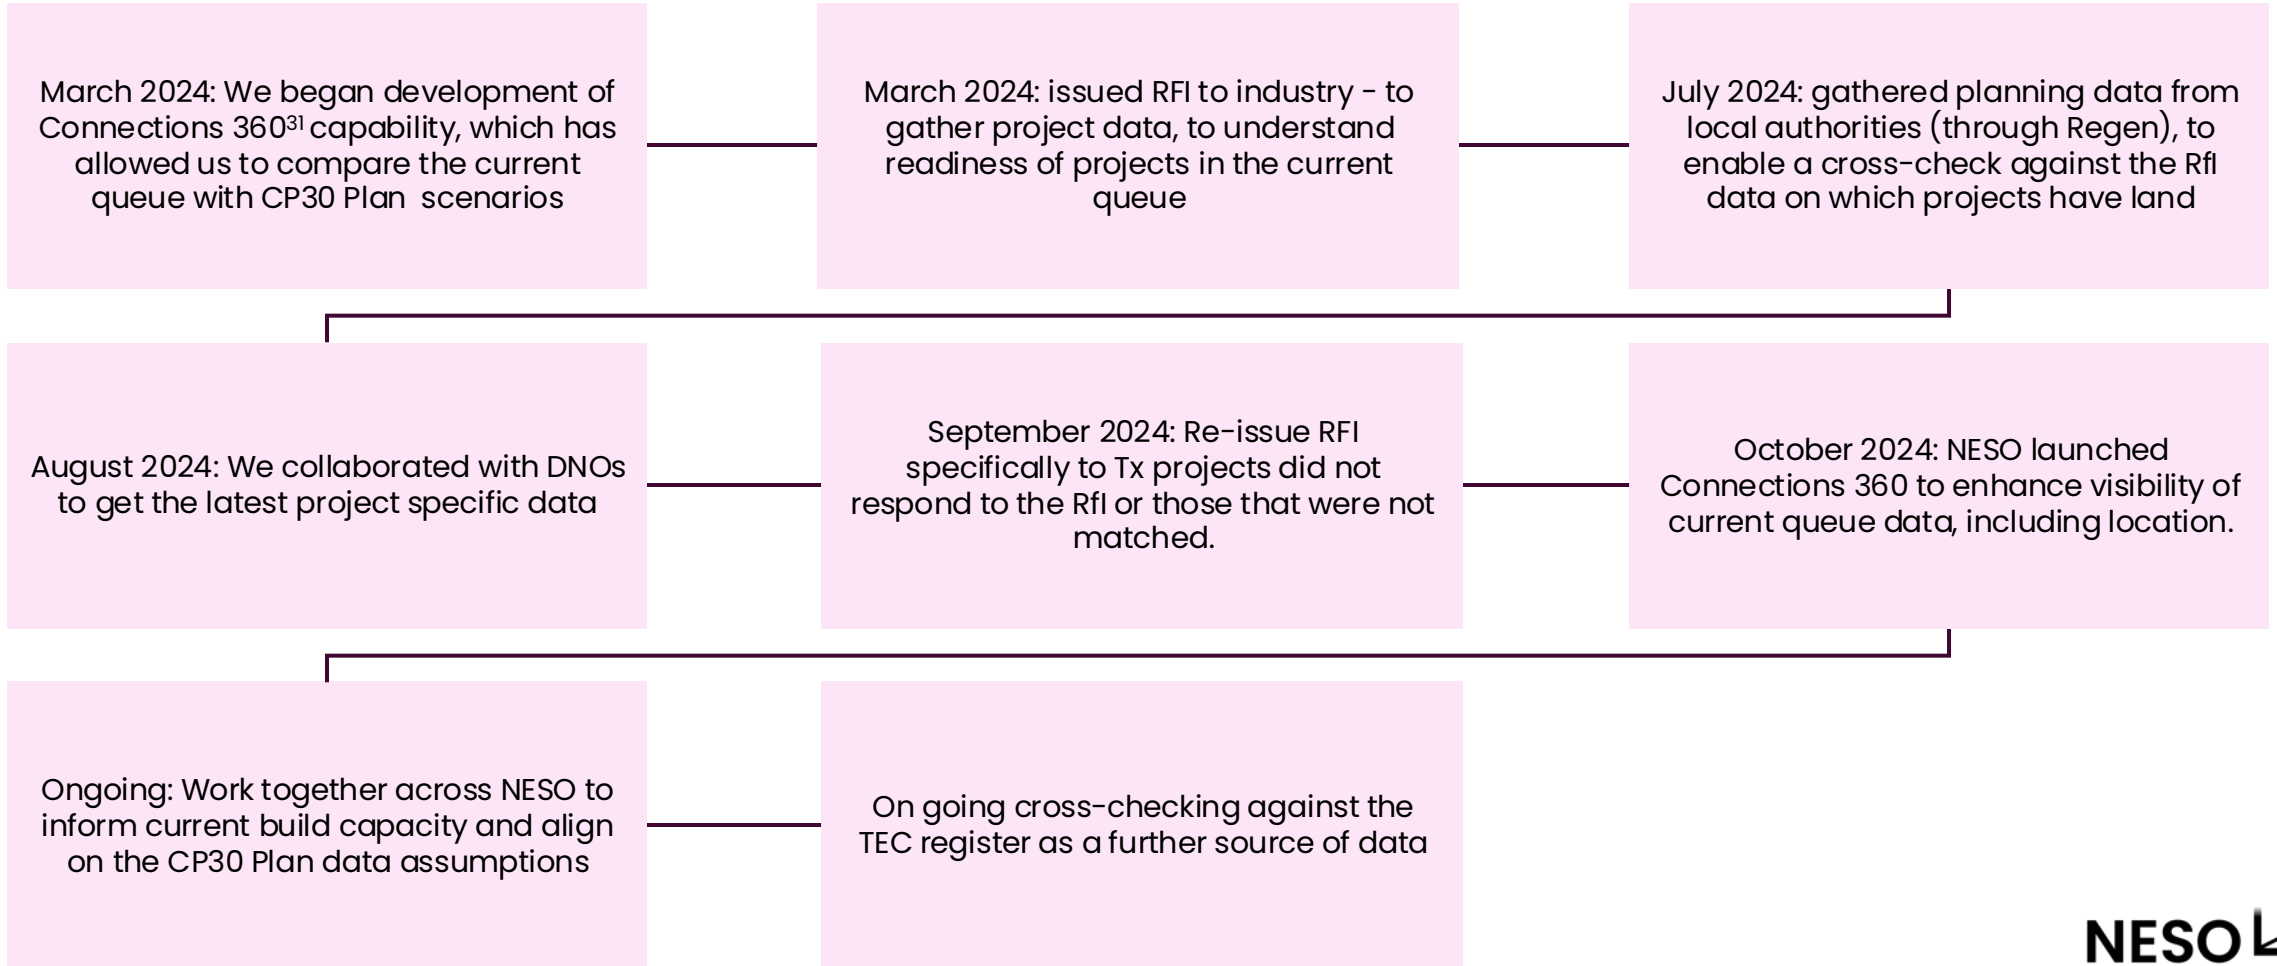 March 2024: We began development of
Connections 360³¹ capability, which has
allowed us to compare the current
queue with CP30 Plan scenarios
March 2024: issued RFI to industry - to
gather project data, to understand
readiness of projects in the current
queue
July 2024: gathered planning data from
local authorities (through Regen), to
enable a cross-check against the RfI
data on which projects have land
August 2024: We collaborated with DNOs
to get the latest project specific data
September 2024: Re-issue RFI
specifically to Tx projects did not
respond to the RfI or those that were not
matched.
October 2024: NESO launched
Connections 360 to enhance visibility of
current queue data, including location.
Ongoing: Work together across NESO to
inform current build capacity and align
on the CP30 Plan data assumptions
On going cross-checking against the
TEC register as a further source of data
NESO